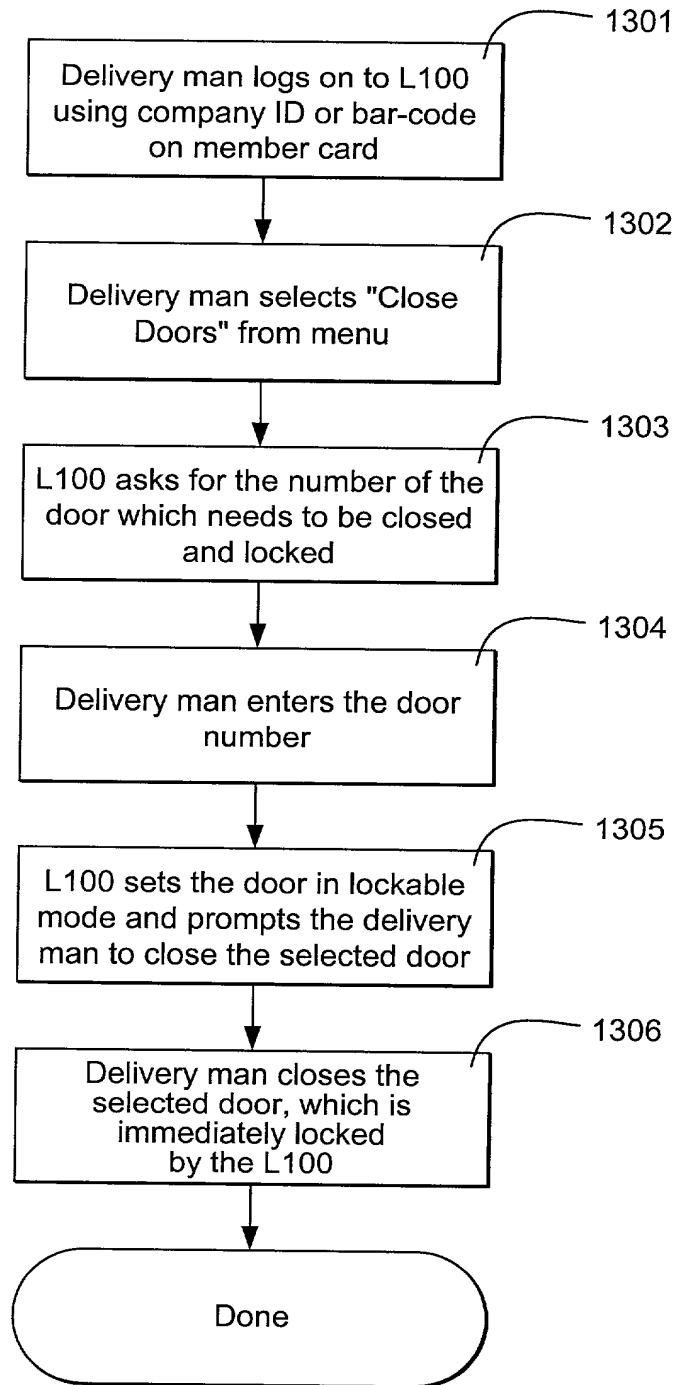 1301
Delivery man logs on to L100
using company ID or bar-code
on member card
1302
Delivery man selects "Close
Doors" from menu
1303
L100 asks for the number of the
door which needs to be closed
and locked
1304
Delivery man enters the door
number
1305
L100 sets the door in lockable
mode and prompts the delivery
man to close the selected door
1306
Delivery man closes the
selected door, which is
immediately locked
by the L100
Done